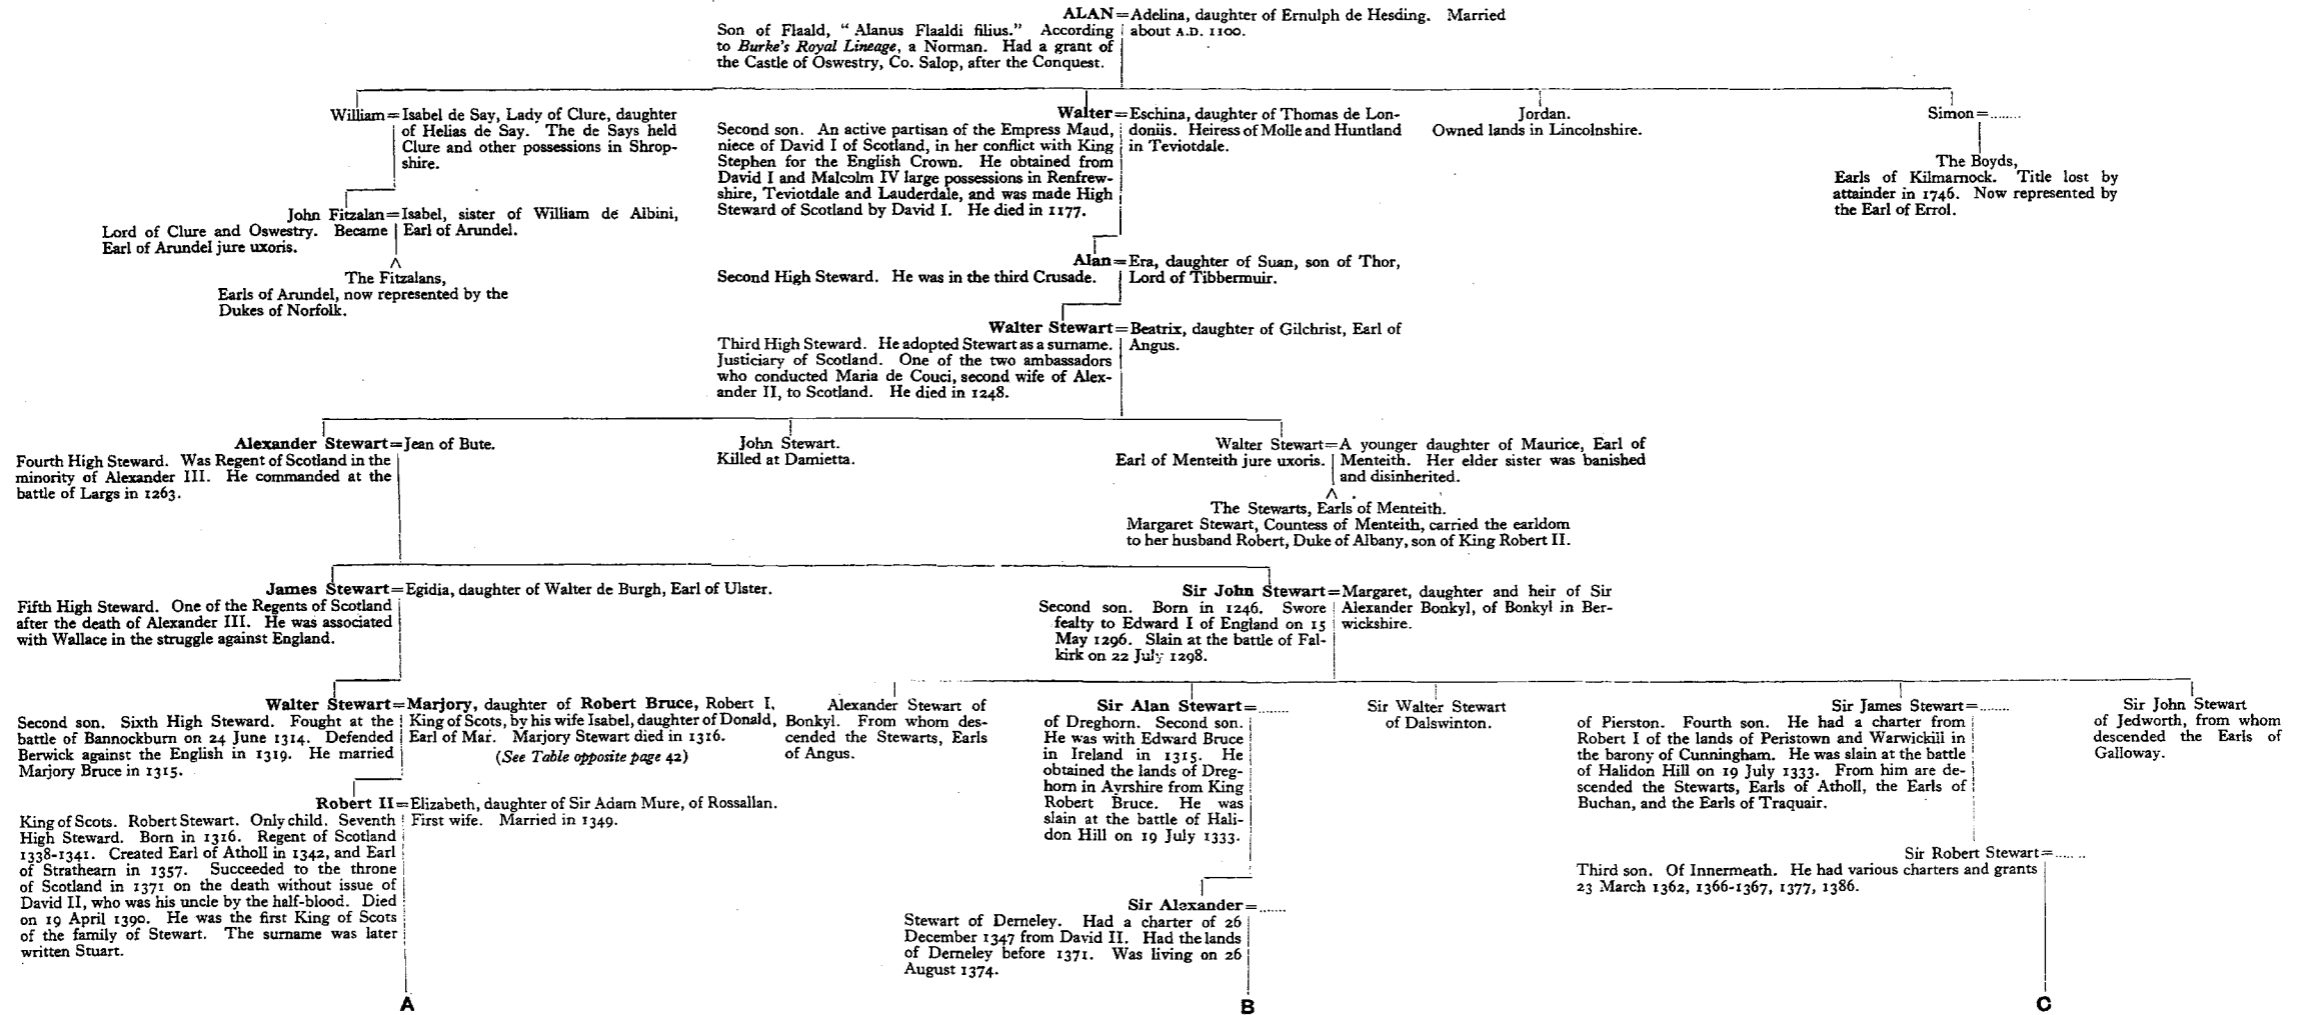 ALAN=Adelina, daughter of Ernulph de Hesding. Married
about A.D. 1100.
Son of Flaald, “ Alanus Flaaldi filius.” According
to Burke's Royal Lineage, a Norman. Had a grant of
the Castle of Oswestry, Co. Salop, after the Conquest.
William=Isabel de Say, Lady of Clure, daughter
of Helias de Say. The de Says held
Clure and other possessions in Shrop-
shire.
Walter=Eschina, daughter of Thomas de Lon-
doniis. Heiress of Molle and Huntland
in Teviotdale.
Second son. An active partisan of the Empress Maud,
niece of David I of Scotland, in her conflict with King
Stephen for the English Crown. He obtained from
David I and Malcolm IV large possessions in Renfrew-
shire, Teviotdale and Lauderdale, and was made High
Steward of Scotland by David I. He died in 1177.
Jordan.
Owned lands in Lincolnshire.
Simon=........
The Boyds,
Earls of Kilmarnock. Title lost by
attainder in 1746. Now represented by
the Earl of Errol.
John Fitzalan=Isabel, sister of William de Albini,
Earl of Arundel.
Lord of Clure and Oswestry. Became
Earl of Arundel jure uxoris.
The Fitzalans,
Earls of Arundel, now represented by the
Dukes of Norfolk.
Alan=Era, daughter of Suan, son of Thor,
Lord of Tibbermuir.
Second High Steward. He was in the third Crusade.
Walter Stewart=Beatrix, daughter of Gilchrist, Earl of
Angus.
Third High Steward. He adopted Stewart as a surname.
Justiciary of Scotland. One of the two ambassadors
who conducted Maria de Couci, second wife of Alex-
ander II, to Scotland. He died in 1248.
Alexander Stewart=Jean of Bute.
Fourth High Steward. Was Regent of Scotland in the
minority of Alexander III. He commanded at the
battle of Largs in 1263.
John Stewart.
Killed at Damietta.
Walter Stewart=A younger daughter of Maurice, Earl of
Menteith. Her elder sister was banished
and disinherited.
Earl of Menteith jure uxoris.
The Stewarts, Earls of Menteith.
Margaret Stewart, Countess of Menteith, carried the earldom
to her husband Robert, Duke of Albany, son of King Robert II.
James Stewart=Egidia, daughter of Walter de Burgh, Earl of Ulster.
Fifth High Steward. One of the Regents of Scotland
after the death of Alexander III. He was associated
with Wallace in the struggle against England.
Sir John Stewart=Margaret, daughter and heir of Sir
Alexander Bonkyl, of Bonkyl in Ber-
wickshire.
Second son. Born in 1246. Swore
fealty to Edward I of England on 15
May 1296. Slain at the battle of Fal-
kirk on 22 July 1298.
Walter Stewart=Marjory, daughter of Robert Bruce, Robert I,
King of Scots, by his wife Isabel, daughter of Donald,
Earl of Mar. Marjory Stewart died in 1316.
(See Table opposite page 42)
Second son. Sixth High Steward. Fought at the
battle of Bannockburn on 24 June 1314. Defended
Berwick against the English in 1319. He married
Marjory Bruce in 1315.
Alexander Stewart of
Bonkyl. From whom des-
cended the Stewarts, Earls
of Angus.
Sir Alan Stewart=.......
of Dreghorn. Second son.
He was with Edward Bruce
in Ireland in 1315. He
obtained the lands of Dreg-
horn in Ayrshire from King
Robert Bruce. He was
slain at the battle of Hali-
don Hill on 19 July 1333.
Sir Walter Stewart
of Dalswinton.
Sir James Stewart=.......
of Pierston. Fourth son. He had a charter from
Robert I of the lands of Peristown and Warwickill in
the barony of Cunningham. He was slain at the battle
of Halidon Hill on 19 July 1333. From him are de-
scended the Stewarts, Earls of Atholl, the Earls of
Buchan, and the Earls of Traquair.
Sir John Stewart
of Jedworth, from whom
descended the Earls of
Galloway.
Robert II=Elizabeth, daughter of Sir Adam Mure, of Rossallan.
First wife. Married in 1349.
King of Scots. Robert Stewart. Only child. Seventh
High Steward. Born in 1316. Regent of Scotland
1338-1341. Created Earl of Atholl in 1342, and Earl
of Strathearn in 1357. Succeeded to the throne
of Scotland in 1371 on the death without issue of
David II, who was his uncle by the half-blood. Died
on 19 April 1390. He was the first King of Scots
of the family of Stewart. The surname was later
written Stuart.
Sir Robert Stewart=.......
Third son. Of Innermeath. He had various charters and grants
23 March 1362, 1366-1367, 1377, 1386.
Sir Alexander=.......
Stewart of Derneley. Had a charter of 26
December 1347 from David II. Had the lands
of Derneley before 1371. Was living on 26
August 1374.
A
B
C